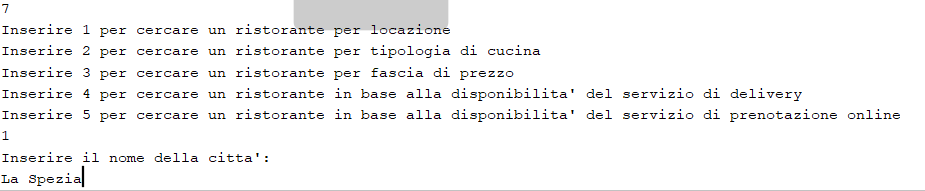 7
Inserire 1 per cercare un ristorante per locazione
Inserire 2 per cercare un ristorante per tipologia di cucina
Inserire 3 per cercare un ristorante per fascia di prezzo
Inserire 4 per cercare un ristorante in base alla disponibilita' del servizio di delivery
Inserire 5 per cercare un ristorante in base alla disponibilita' del servizio di prenotazione online
1
Inserire il nome della citta':
La Spezia